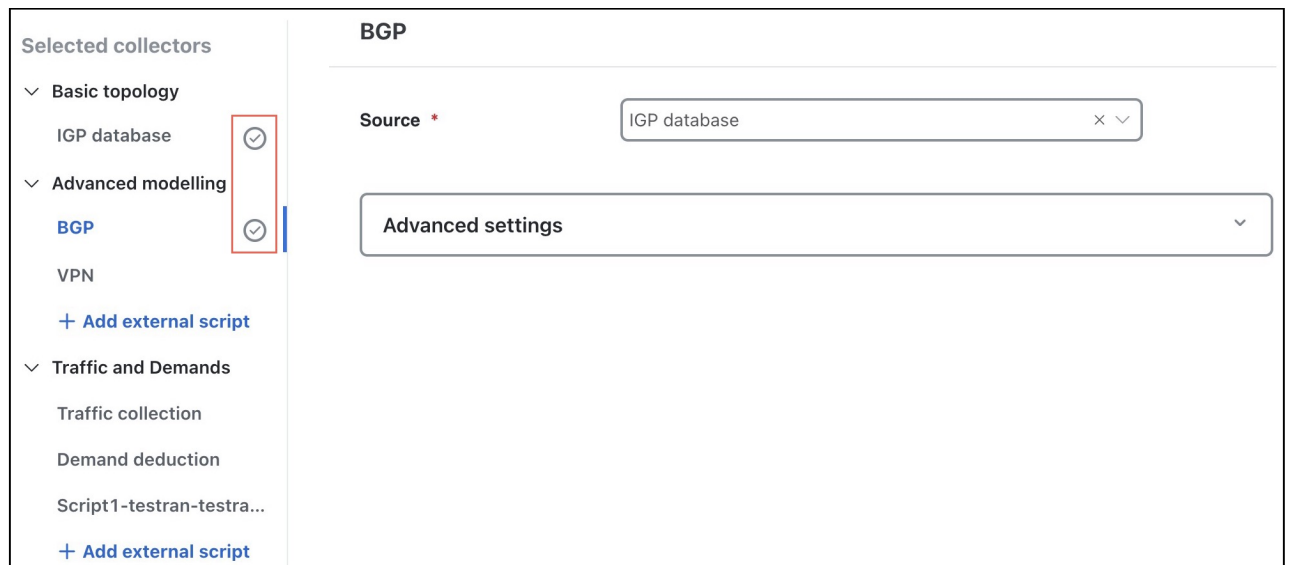 Selected collectors
Basic topology
IGP database
Advanced modelling
BGP
VPN
+ Add external script
Traffic and Demands
Traffic collection
Demand deduction
Script1-testran-testra...
+ Add external script
BGP
Source *
IGP database
Advanced settings